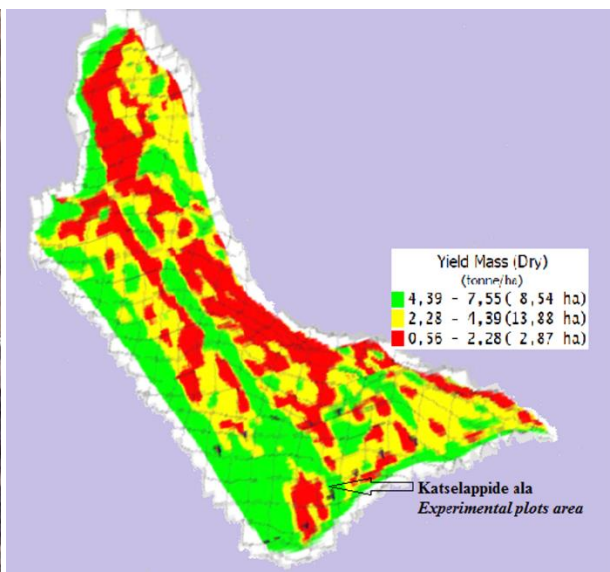 Yield Mass (Dry)
(tonne/ha)
4,39 - 7,55( 8,54 ha)
2,28 - 4,39(13,88 ha)
0,56 - 2,28( 2,87 ha)
Katselappide ala
Experimental plots area